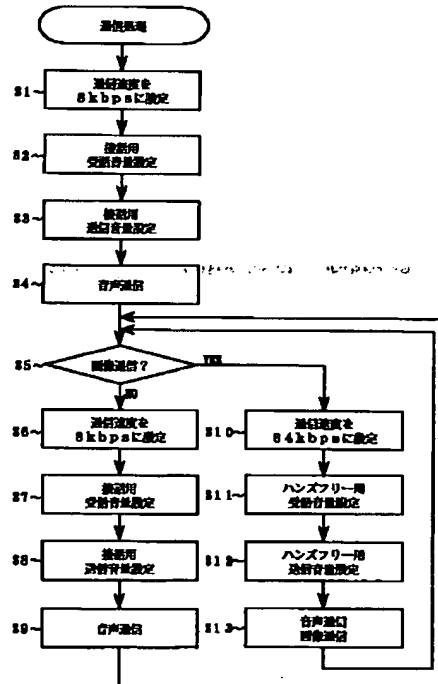 通信処理
S1
通信速度を
8kbpsに設定
S2
接話用
受話音量設定
S3
接話用
送信音量設定
S4
音声通信
S5
画像通信?
YES
NO
S6
通信速度を
8kbpsに設定
S7
接話用
受話音量設定
S8
接話用
送信音量設定
S9
音声通信
S10
通信速度を
64kbpsに設定
S11
ハンズフリー用
受話音量設定
S12
ハンズフリー用
送信音量設定
S13
音声通信
画像通信